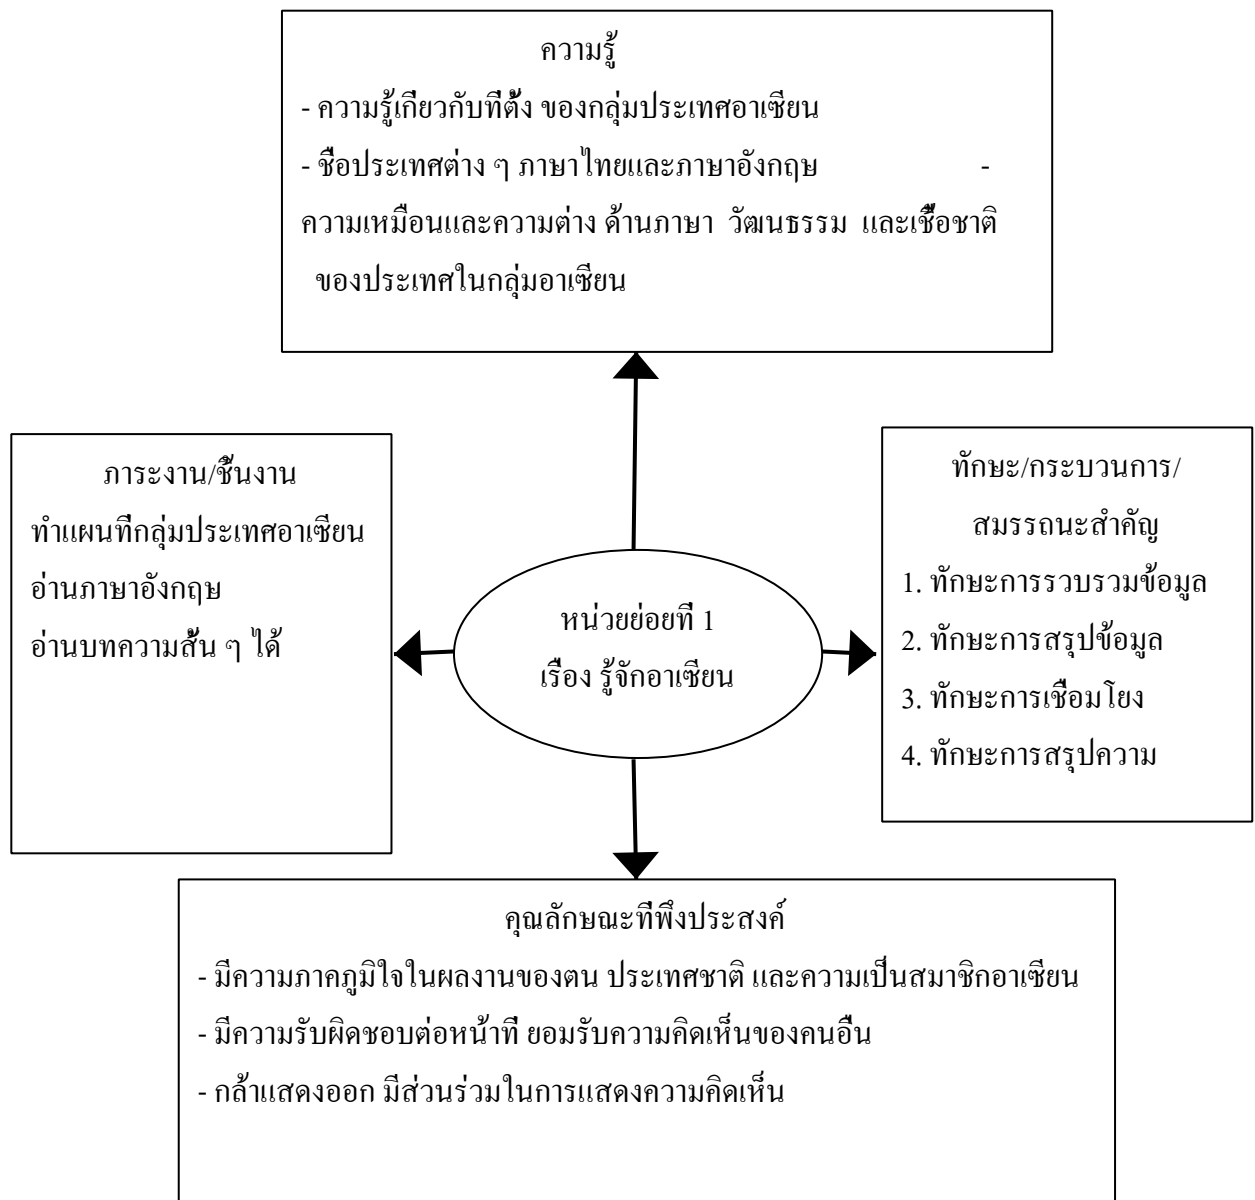 ความรู้
- ความรู้เกี่ยวกับที่ตั้ง ของกลุ่มประเทศอาเซียน
- ชื่อประเทศต่าง ๆ ภาษาไทยและภาษาอังกฤษ -
ความเหมือนและความต่าง ด้านภาษา วัฒนธรรม และเชื้อชาติ
ของประเทศในกลุ่มอาเซียน
ภาระงาน/ชิ้นงาน
ทำแผนที่กลุ่มประเทศอาเซียน
อ่านภาษาอังกฤษ
อ่านบทความสั้น ๆ ได้
หน่วยย่อยที่ 1
เรื่อง รู้จักอาเซียน
ทักษะ/กระบวนการ/
สมรรถนะสำคัญ
1. ทักษะการรวบรวมข้อมูล
2. ทักษะการสรุปข้อมูล
3. ทักษะการเชื่อมโยง
4. ทักษะการสรุปความ
คุณลักษณะที่พึงประสงค์
- มีความภาคภูมิใจในผลงานของตน ประเทศชาติ และความเป็นสมาชิกอาเซียน
- มีความรับผิดชอบต่อหน้าที่ ยอมรับความคิดเห็นของคนอื่น
- กล้าแสดงออก มีส่วนร่วมในการแสดงความคิดเห็น